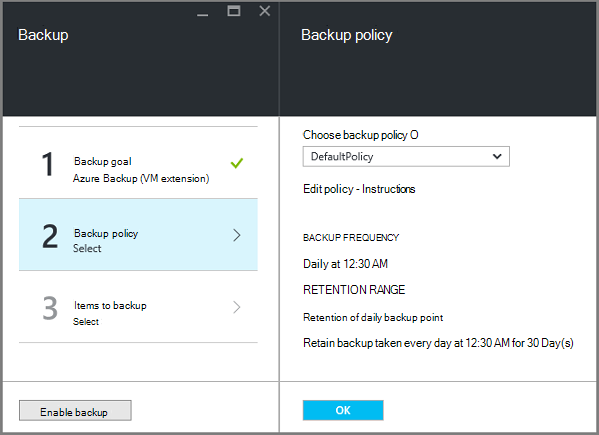 Backup
1
Backup goal
Azure Backup (VM extension)
2
Backup policy
Select
3
Items to backup
Select
Enable backup
Backup policy
Choose backup policy O
DefaultPolicy
Edit policy - Instructions
BACKUP FREQUENCY
Daily at 12:30 AM
RETENTION RANGE
Retention of daily backup point
Retain backup taken every day at 12:30 AM for 30 Day(s)
OK